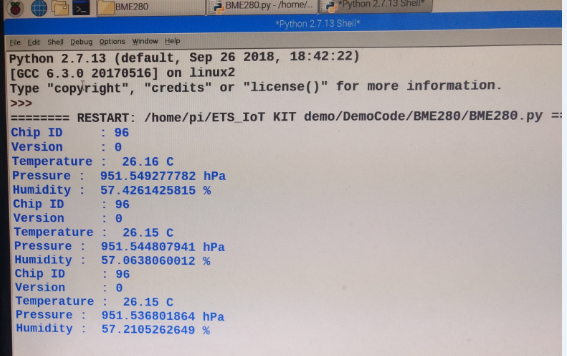 BME280
BME280.py - /home/...
*Python 2.7.13 Shell*
*Python 2.7.13 Shell*
File Edit Shell Debug Options Window Help
Python 2.7.13 (default, Sep 26 2018, 18:42:22)
[GCC 6.3.0 20170516] on linux2
Type "copyright", "credits" or "license()" for more information.
>>>
======== RESTART: /home/pi/ETS_IoT KIT demo/DemoCode/BME280/BME280.py ==
Chip ID : 96
Version : 0
Temperature : 26.16 C
Pressure : 951.549277782 hPa
Humidity : 57.4261425815 %
Chip ID : 96
Version : 0
Temperature : 26.15 C
Pressure : 951.544807941 hPa
Humidity : 57.0638060012 %
Chip ID : 96
Version : 0
Temperature : 26.15 C
Pressure : 951.536801864 hPa
Humidity : 57.2105262649 %